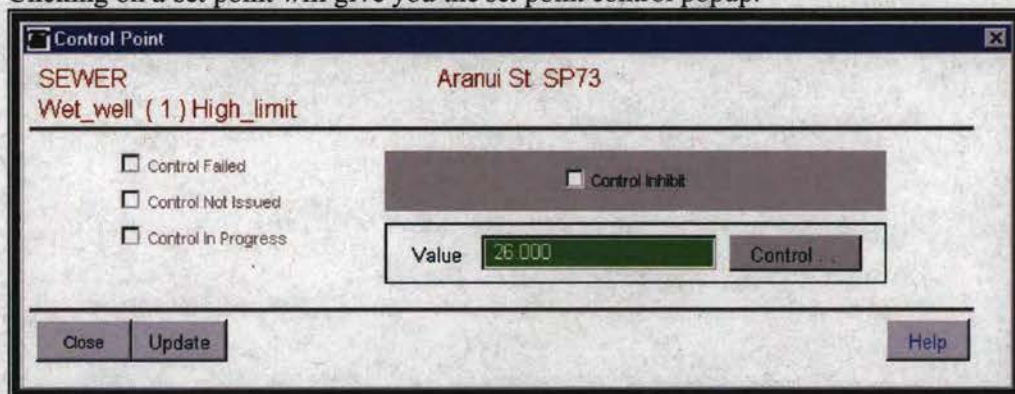 Clicking on a set point will give you the set point control popup.
Control Point
SEWER Aranui St SP73
Wet_well ( 1 ) High_limit
Control Failed
Control Not Issued
Control In Progress
Control Inhibit
Value 26.000 Control . .
Close Update Help